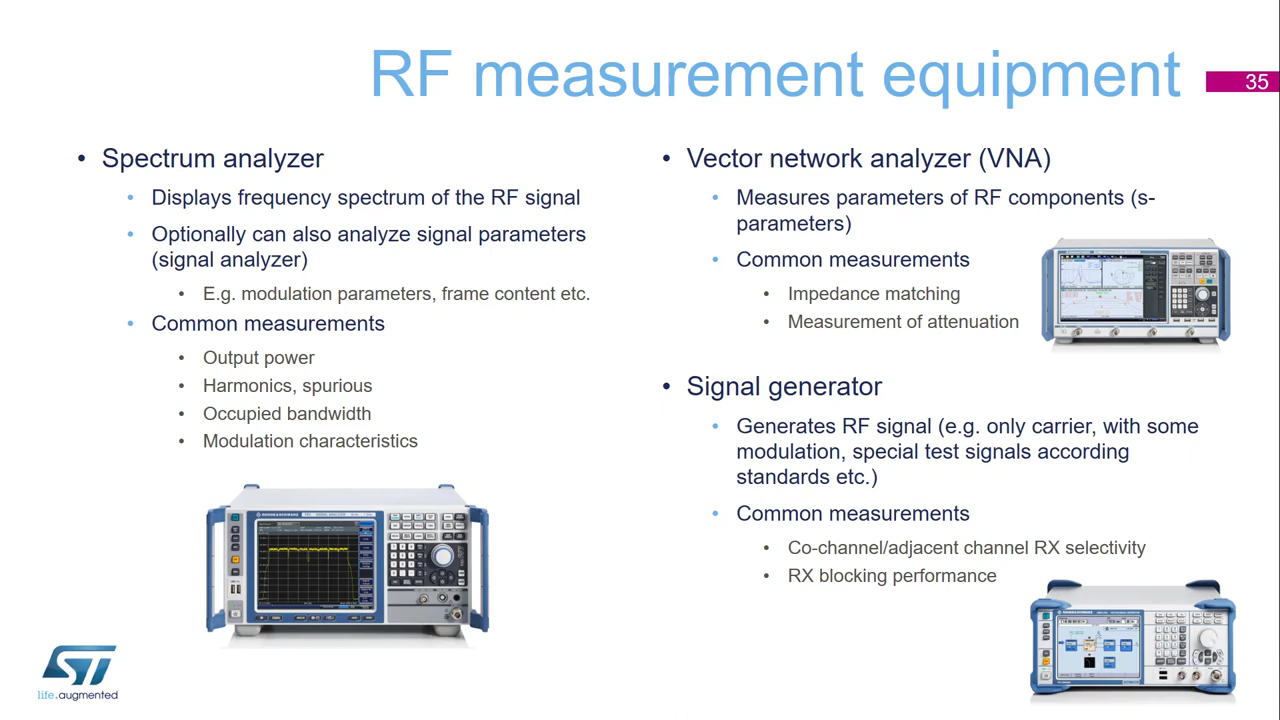 RF measurement equipment
35
• Spectrum analyzer
• Displays frequency spectrum of the RF signal
• Optionally can also analyze signal parameters
(signal analyzer)
• E.g. modulation parameters, frame content etc.
• Common measurements
• Output power
• Harmonics, spurious
• Occupied bandwidth
• Modulation characteristics
• Vector network analyzer (VNA)
• Measures parameters of RF components (s-
parameters)
• Common measurements
• Impedance matching
• Measurement of attenuation
• Signal generator
• Generates RF signal (e.g. only carrier, with some
modulation, special test signals according
standards etc.)
• Common measurements
• Co-channel/adjacent channel RX selectivity
• RX blocking performance
ST
life.augmented